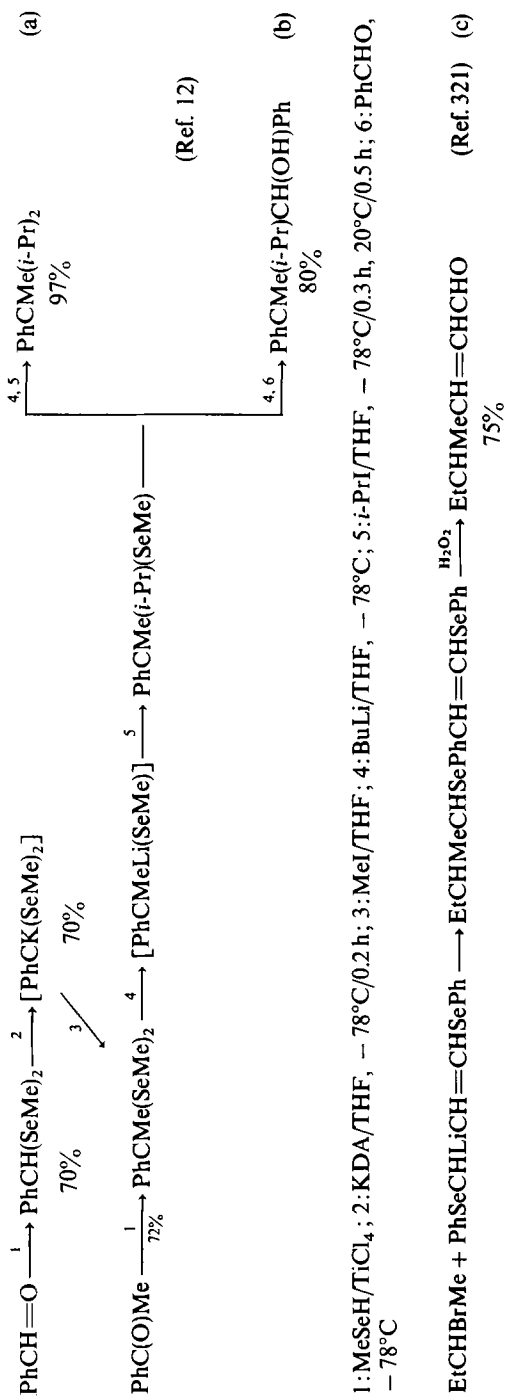 PhCH=O —1→ PhCH(SeMe)₂ —2→ [PhCK(SeMe)₂]
70% 70%
3
4, 5 → PhCMe(i-Pr)₂ (a)
97%
PhC(O)Me —1→ PhCMe(SeMe)₂ —4→ [PhCMeLi(SeMe)] —5→ PhCMe(i-Pr)(SeMe)
72%
(Ref. 12)
4, 6 → PhCMe(i-Pr)CH(OH)Ph (b)
80%
1:MeSeH/TiCl₄; 2:KDA/THF, − 78°C/0.2 h; 3:MeI/THF; 4:BuLi/THF, − 78°C; 5:i-PrI/THF, − 78°C/0.3 h, 20°C/0.5 h; 6:PhCHO,
− 78°C
EtCHBrMe + PhSeCHLiCH=CHSePh → EtCHMeCHSePhCH=CHSePh —H₂O₂→ EtCHMeCH=CHCHO (Ref. 321) (c)
75%